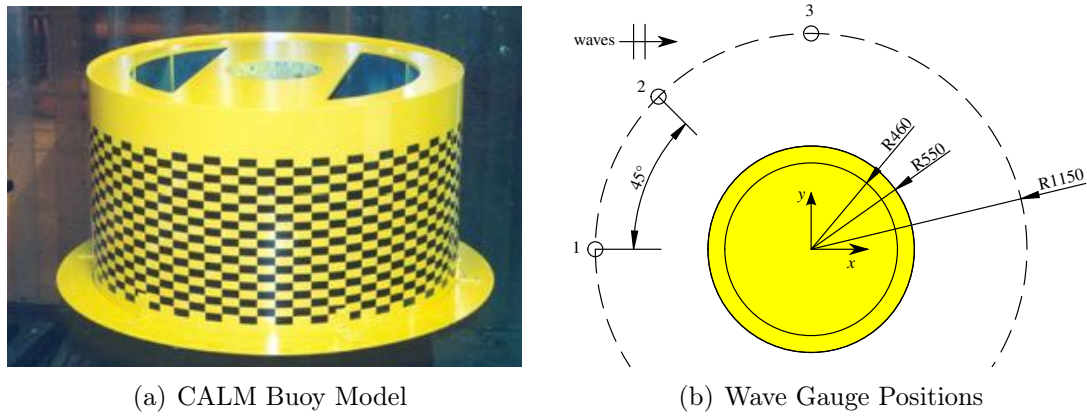 3
waves
2
R460
R550
45°
R1150
y
1
x
(a) CALM Buoy Model
(b) Wave Gauge Positions